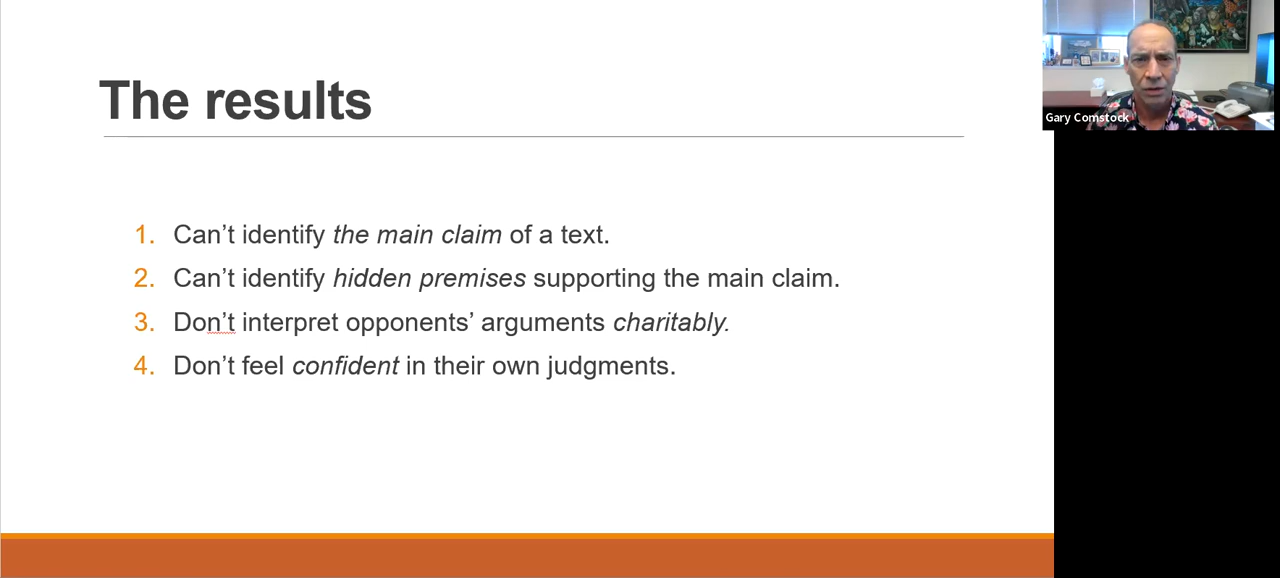 The results
1. Can’t identify the main claim of a text.
2. Can’t identify hidden premises supporting the main claim.
3. Don’t interpret opponents’ arguments charitably.
4. Don’t feel confident in their own judgments.
Gary Comstock